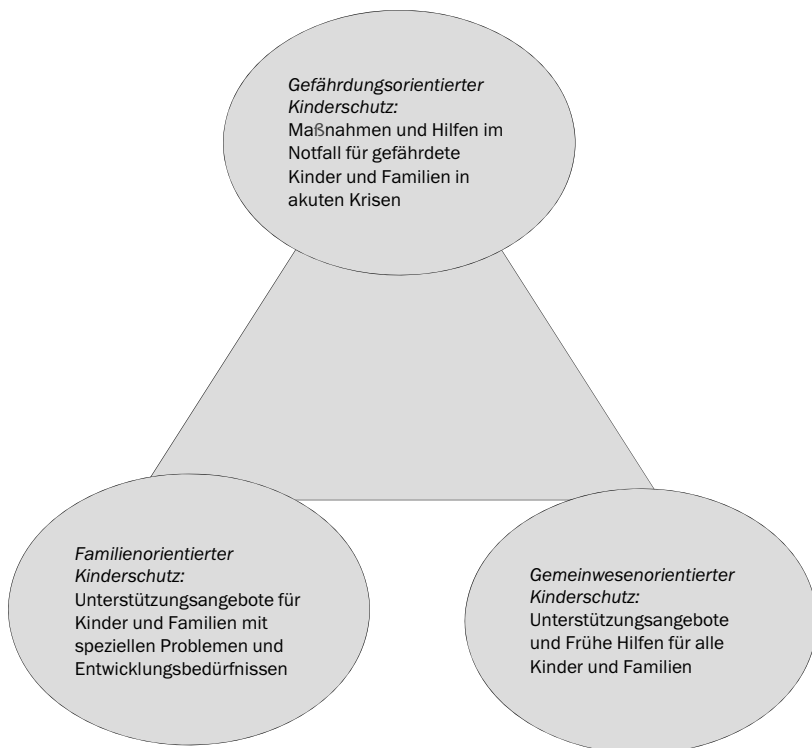 Gefährdungsorientierter
Kinderschutz:
Maßnahmen und Hilfen im
Notfall für gefährdete
Kinder und Familien in
akuten Krisen
Familienorientierter
Kinderschutz:
Unterstützungsangebote für
Kinder und Familien mit
speziellen Problemen und
Entwicklungsbedürfnissen
Gemeinwesenorientierter
Kinderschutz:
Unterstützungsangebote
und Frühe Hilfen für alle
Kinder und Familien